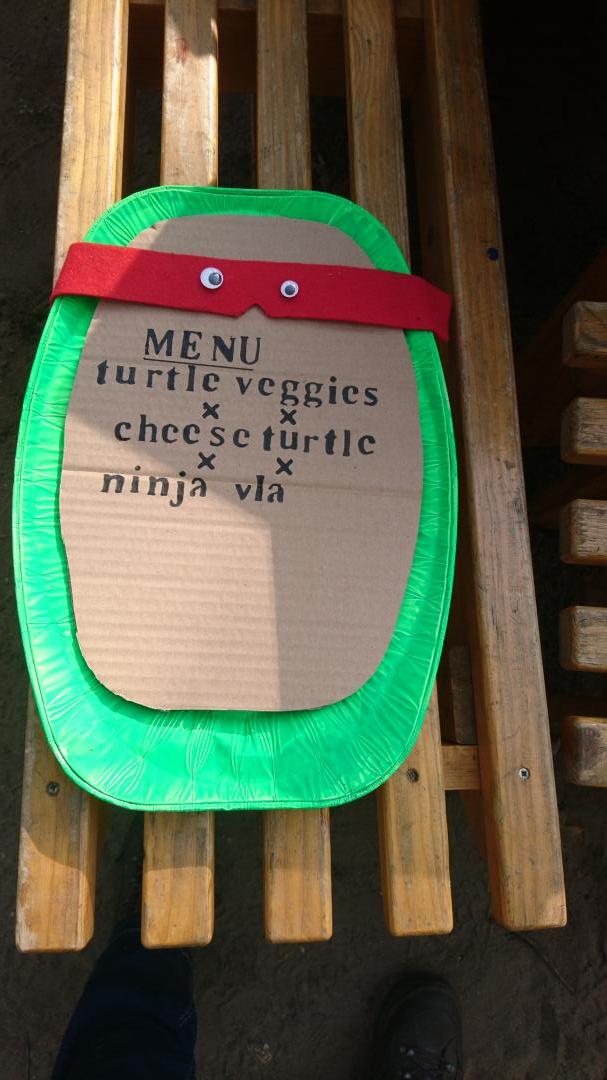 MENU
turtle veggies
x x
cheese turtle
x x
ninja vla